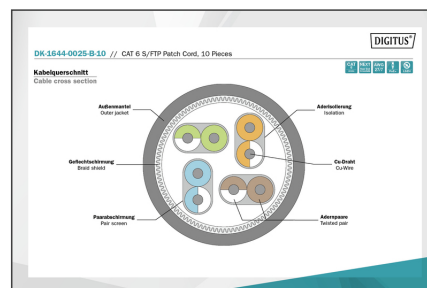 DIGITUS®
DK-1644-0025-B-10 // CAT 6 S/FTP Patch Cord, 10 Pieces
Kabelquerschnitt
Cable cross section
Außenmantel
Outer jacket
Aderisolierung
Isolation
Geflechtschirmung
Braid shield
Cu-Draht
Cu-Wire
Paarabschirmung
Pair screen
Adernpaare
Twisted pair